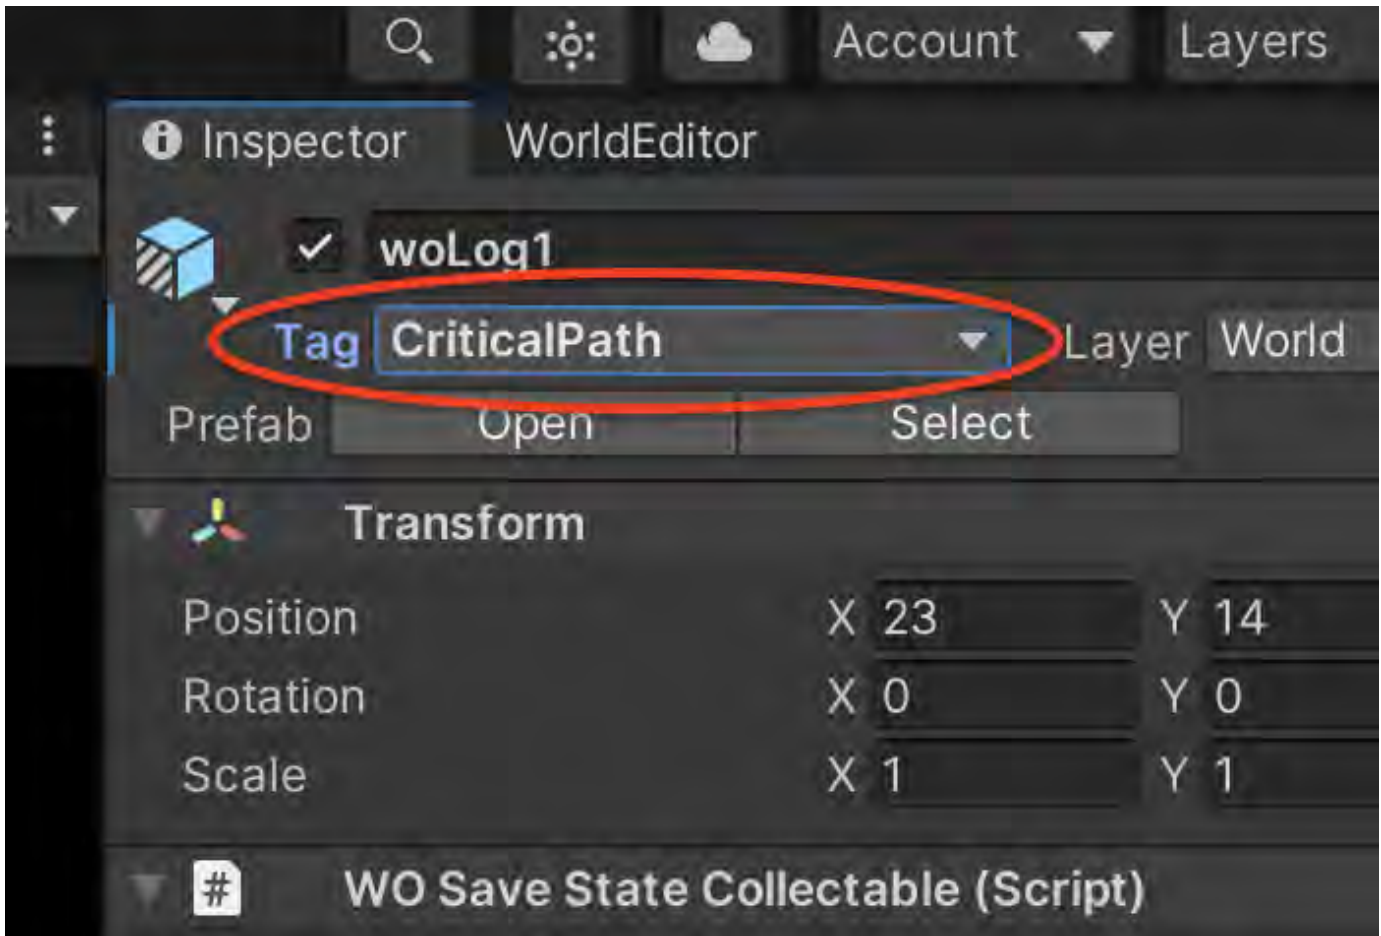 Account Layers
Inspector WorldEditor
woLog1
Tag CriticalPath Layer World
Prefab Open Select
Transform
Position X 23 Y 14
Rotation X 0 Y 0
Scale X 1 Y 1
# WO Save State Collectable (Script)